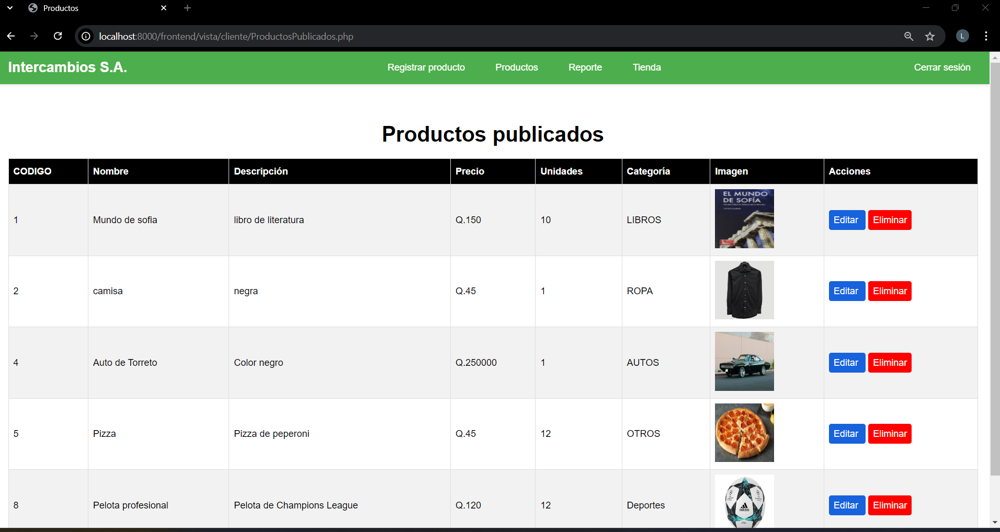 Productos
localhost:8000/frontend/vista/cliente/ProductosPublicados.php
L
Intercambios S.A.
Registrar producto
Productos
Reporte
Tienda
Cerrar sesión
Productos publicados
CODIGO Nombre Descripción Precio Unidades Categoría Imagen Acciones
EL MUNDO
DE SOFÍA
1 Mundo de sofia libro de literatura Q.150 10 LIBROS Editar Eliminar
2 camisa negra Q.45 1 ROPA Editar Eliminar
4 Auto de Torreto Color negro Q.250000 1 AUTOS Editar Eliminar
5 Pizza Pizza de peperoni Q.45 12 OTROS Editar Eliminar
8 Pelota profesional Pelota de Champions League Q.120 12 Deportes Editar Eliminar
adidas